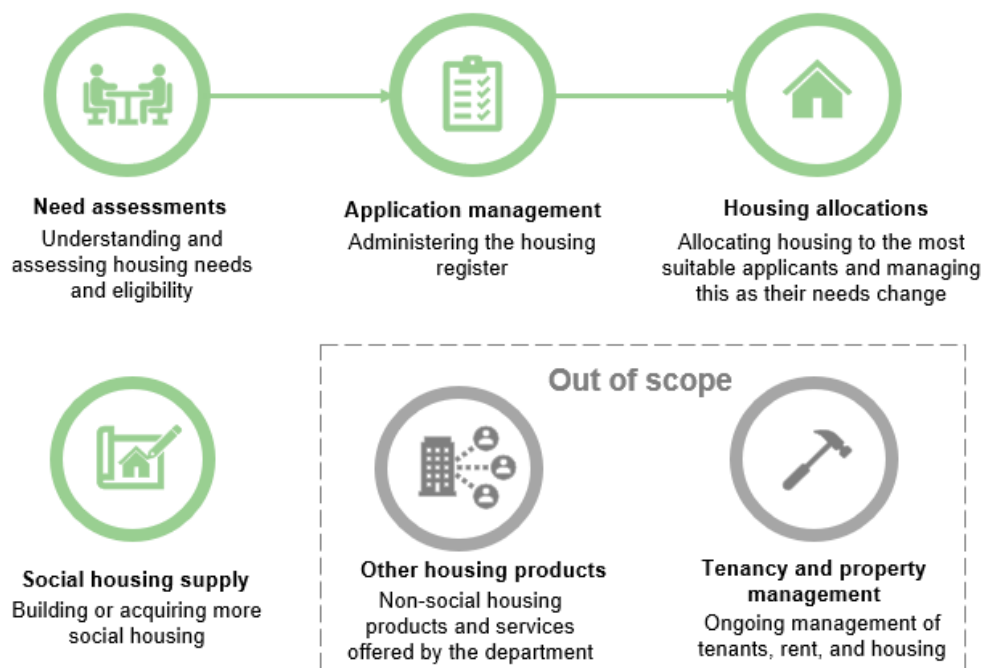 Need assessments
Understanding and
assessing housing needs
and eligibility
Application management
Administering the housing
register
Housing allocations
Allocating housing to the most
suitable applicants and managing
this as their needs change
Social housing supply
Building or acquiring more
social housing
Out of scope
Other housing products
Non-social housing
products and services
offered by the department
Tenancy and property
management
Ongoing management of
tenants, rent, and housing